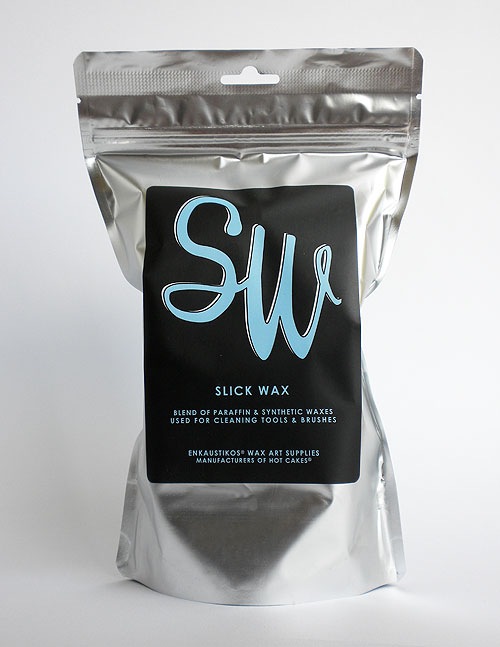 SW
SLICK WAX
BLEND OF PARAFFIN & SYNTHETIC WAXES
USED FOR CLEANING TOOLS & BRUSHES
ENKAUSTIKOS® WAX ART SUPPLIES
MANUFACTURERS OF HOT CAKES®